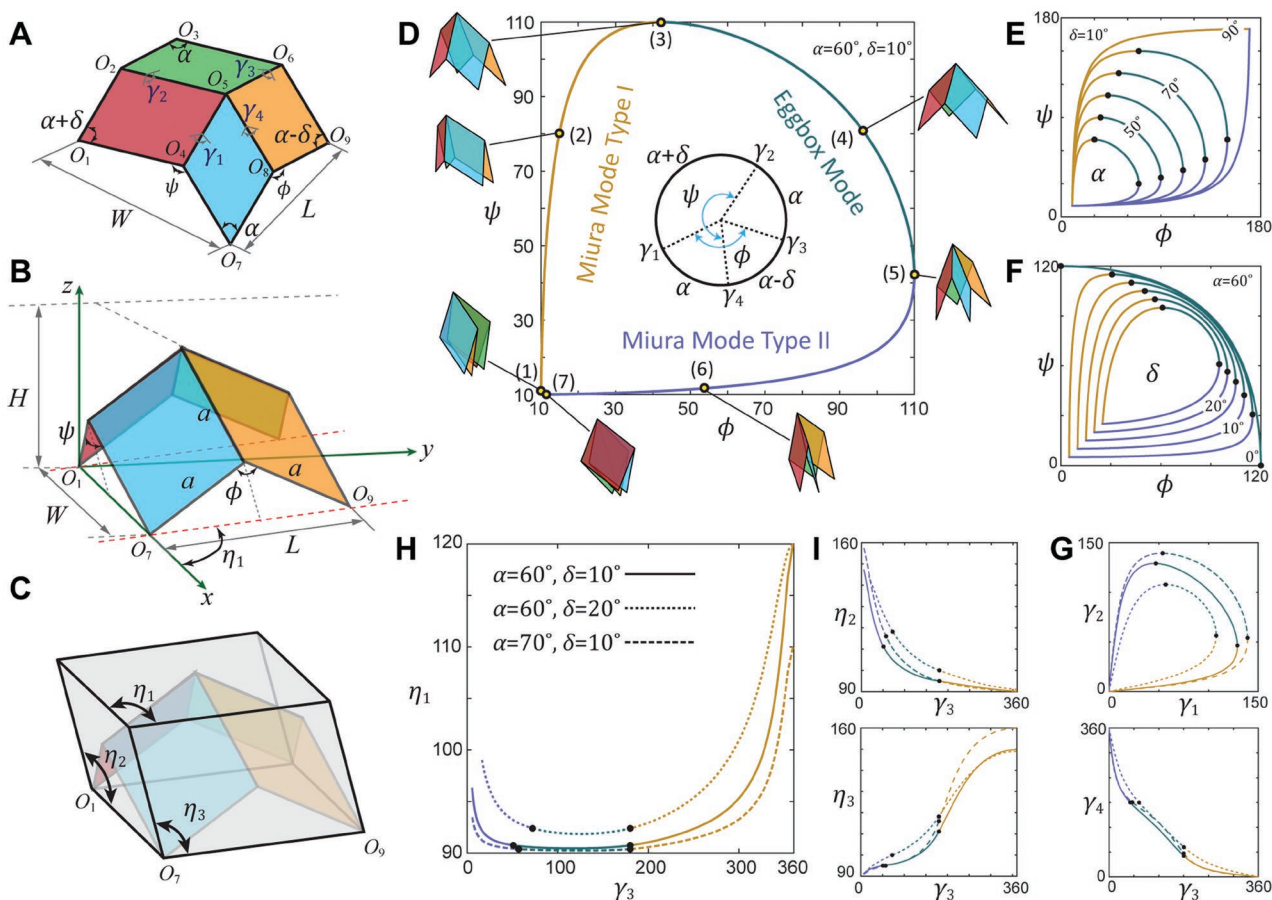 A
O₃
α
O₂
O₆
γ₃
O₅
γ₂
γ₄
α+δ
α-δ
O₁
O₄
γ₁
O₉
O₈
ψ
ϕ
W
α
L
O₇
B
z
H
ψ
a
y
O₁
a
a
ϕ
O₉
W
O₇
L
η₁
x
C
η₁
η₂
O₁
η₃
O₇
O₉
D
110
(3)
α=60°, δ=10°
90
(2)
70
ψ
50
30
10
Miura Mode Type I
Eggbox Mode
(4)
α+δ
γ₂
ψ
α
γ₁
γ₃
ϕ
α
γ₄
α-δ
(5)
Miura Mode Type II
(1)
(7)
(6)
10
30
50
70
90
110
ϕ
E
180
δ=10°
90°
70°
50°
ψ
α
0
0
ϕ
180
F
120
α=60°
ψ
δ
20°
10°
0°
0
0
ϕ
120
H
120
α=60°, δ=10°
α=60°, δ=20°
110
α=70°, δ=10°
η₁
100
90
0
100
200
300
360
γ₃
I
160
η₂
90
0
γ₃
360
160
η₃
90
0
γ₃
360
G
150
γ₂
0
0
γ₁
150
360
γ₄
0
0
γ₃
360